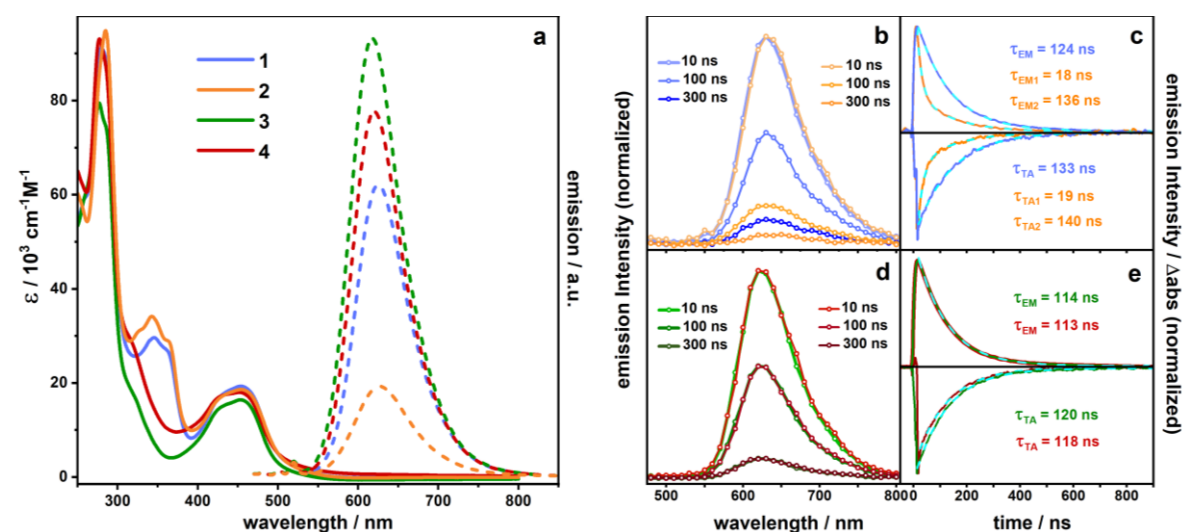 a
1
2
3
4
80
60
40
20
0
ε / 10³ cm⁻¹M⁻¹
emission / a.u.
300 400 500 600 700 800
wavelength / nm
b
10 ns
100 ns
300 ns
10 ns
100 ns
300 ns
c
τEM = 124 ns
τEM1 = 18 ns
τEM2 = 136 ns
τTA = 133 ns
τTA1 = 19 ns
τTA2 = 140 ns
emission Intensity (normalized)
emission Intensity / Δabs (normalized)
d
10 ns
100 ns
300 ns
10 ns
100 ns
300 ns
e
τEM = 114 ns
τEM = 113 ns
τTA = 120 ns
τTA = 118 ns
500 600 700 800
wavelength / nm
0 200 400 600 800
time / ns